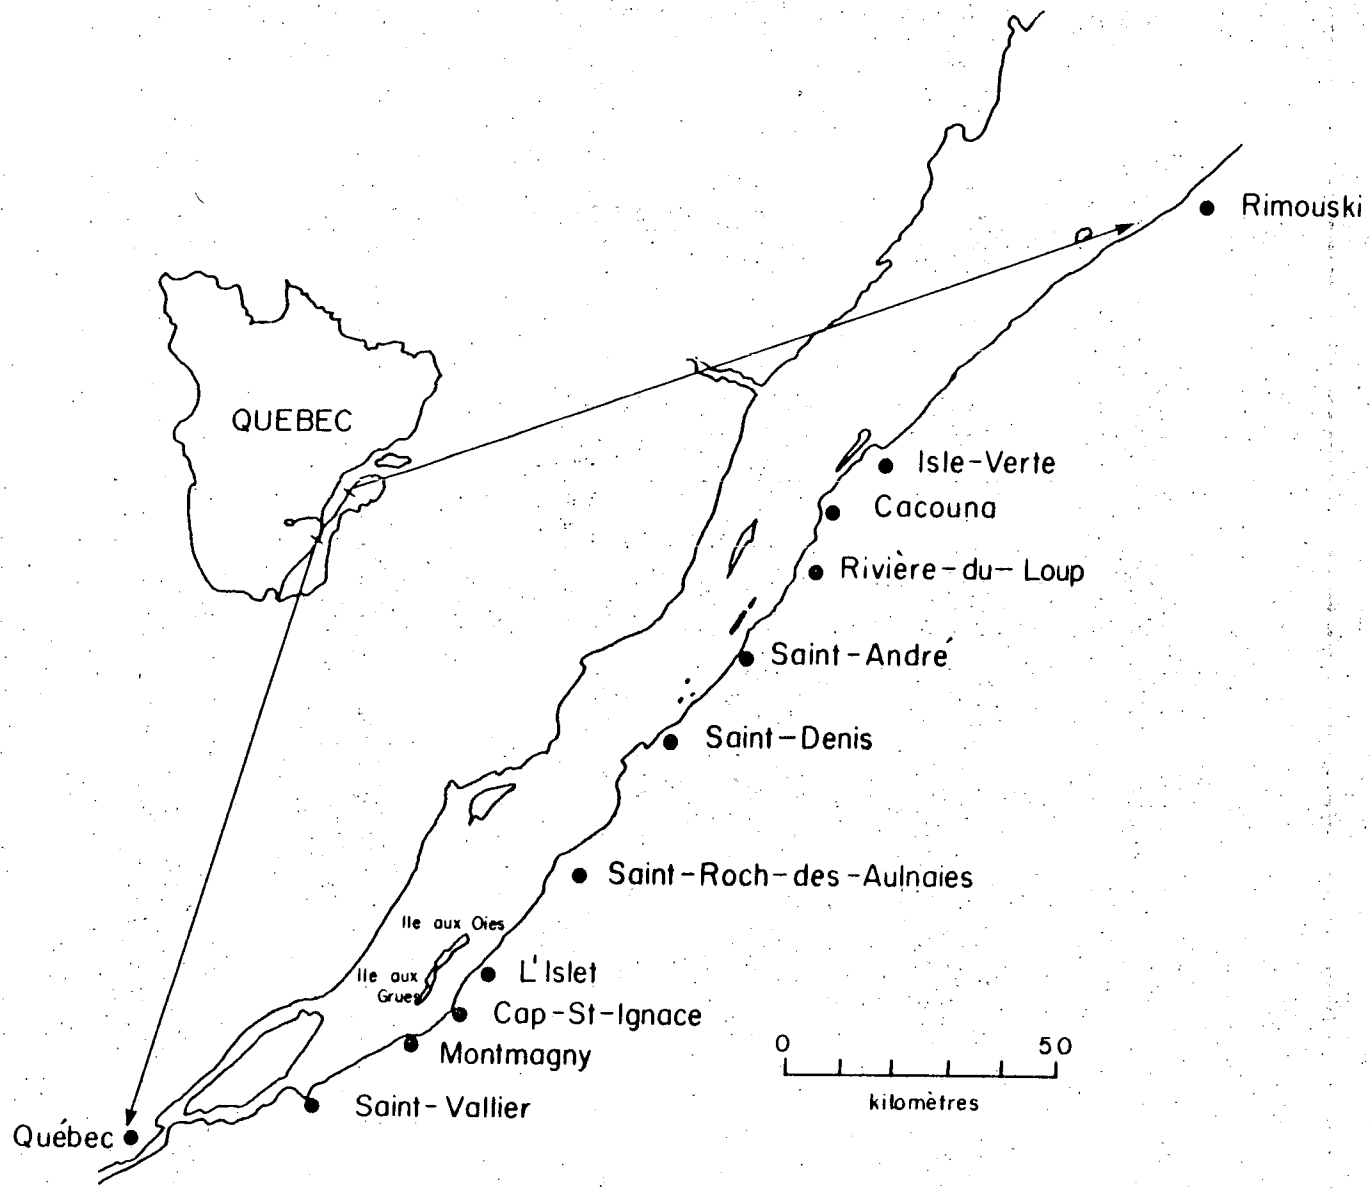 Rimouski
QUEBEC
Isle-Verte
Cacouna
Rivière-du-Loup
Saint-André
Saint-Denis
Saint-Roch-des-Aulnaies
Ile aux Oies
L'Islet
Ile aux
Grues
Cap-St-Ignace
0 50
Montmagny
kilomètres
Saint-Vallier
Québec